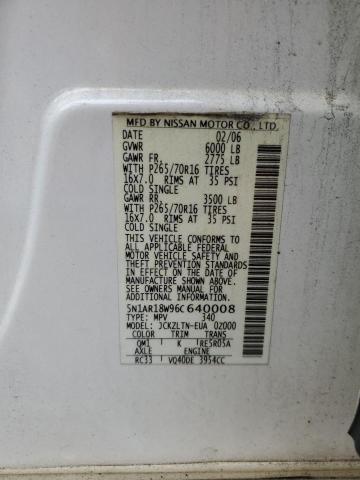 MFD BY NISSAN MOTOR CO., LTD.
DATE 02/06
GVWR 6000 LB
GAWR FR. 2775 LB
WITH P265/70R16 TIRES
16X7.0 RIMS AT 35 PSI
COLD SINGLE
GAWR RR. 3500 LB
WITH P265/70R16 TIRES
16X7.0 RIMS AT 35 PSI
COLD SINGLE
THIS VEHICLE CONFORMS TO
ALL APPLICABLE FEDERAL
MOTOR VEHICLE SAFETY AND
THEFT PREVENTION STANDARDS
IN EFFECT ON THE DATE OF
MANUFACTURE SHOWN ABOVE.
SEE OWNERS MANUAL FOR
ADDITIONAL INFORMATION.
5N1AR18W96C640008
TYPE: MPV 340
MODEL: JCKZLTN-EUA 02000
COLOR TRIM TRANS
QM1 K RE5R05A
AXLE ENGINE
RC33 VQ40DE 3954CC